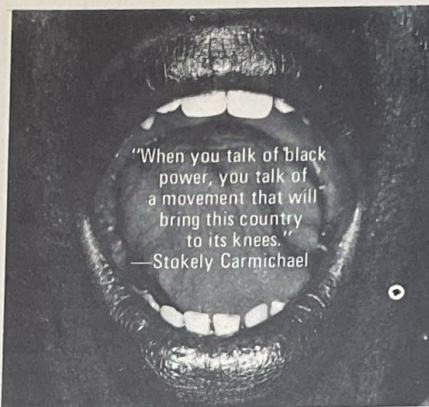 "When you talk of black
power, you talk of
a movement that will
bring this country
to its knees."
—Stokely Carmichael